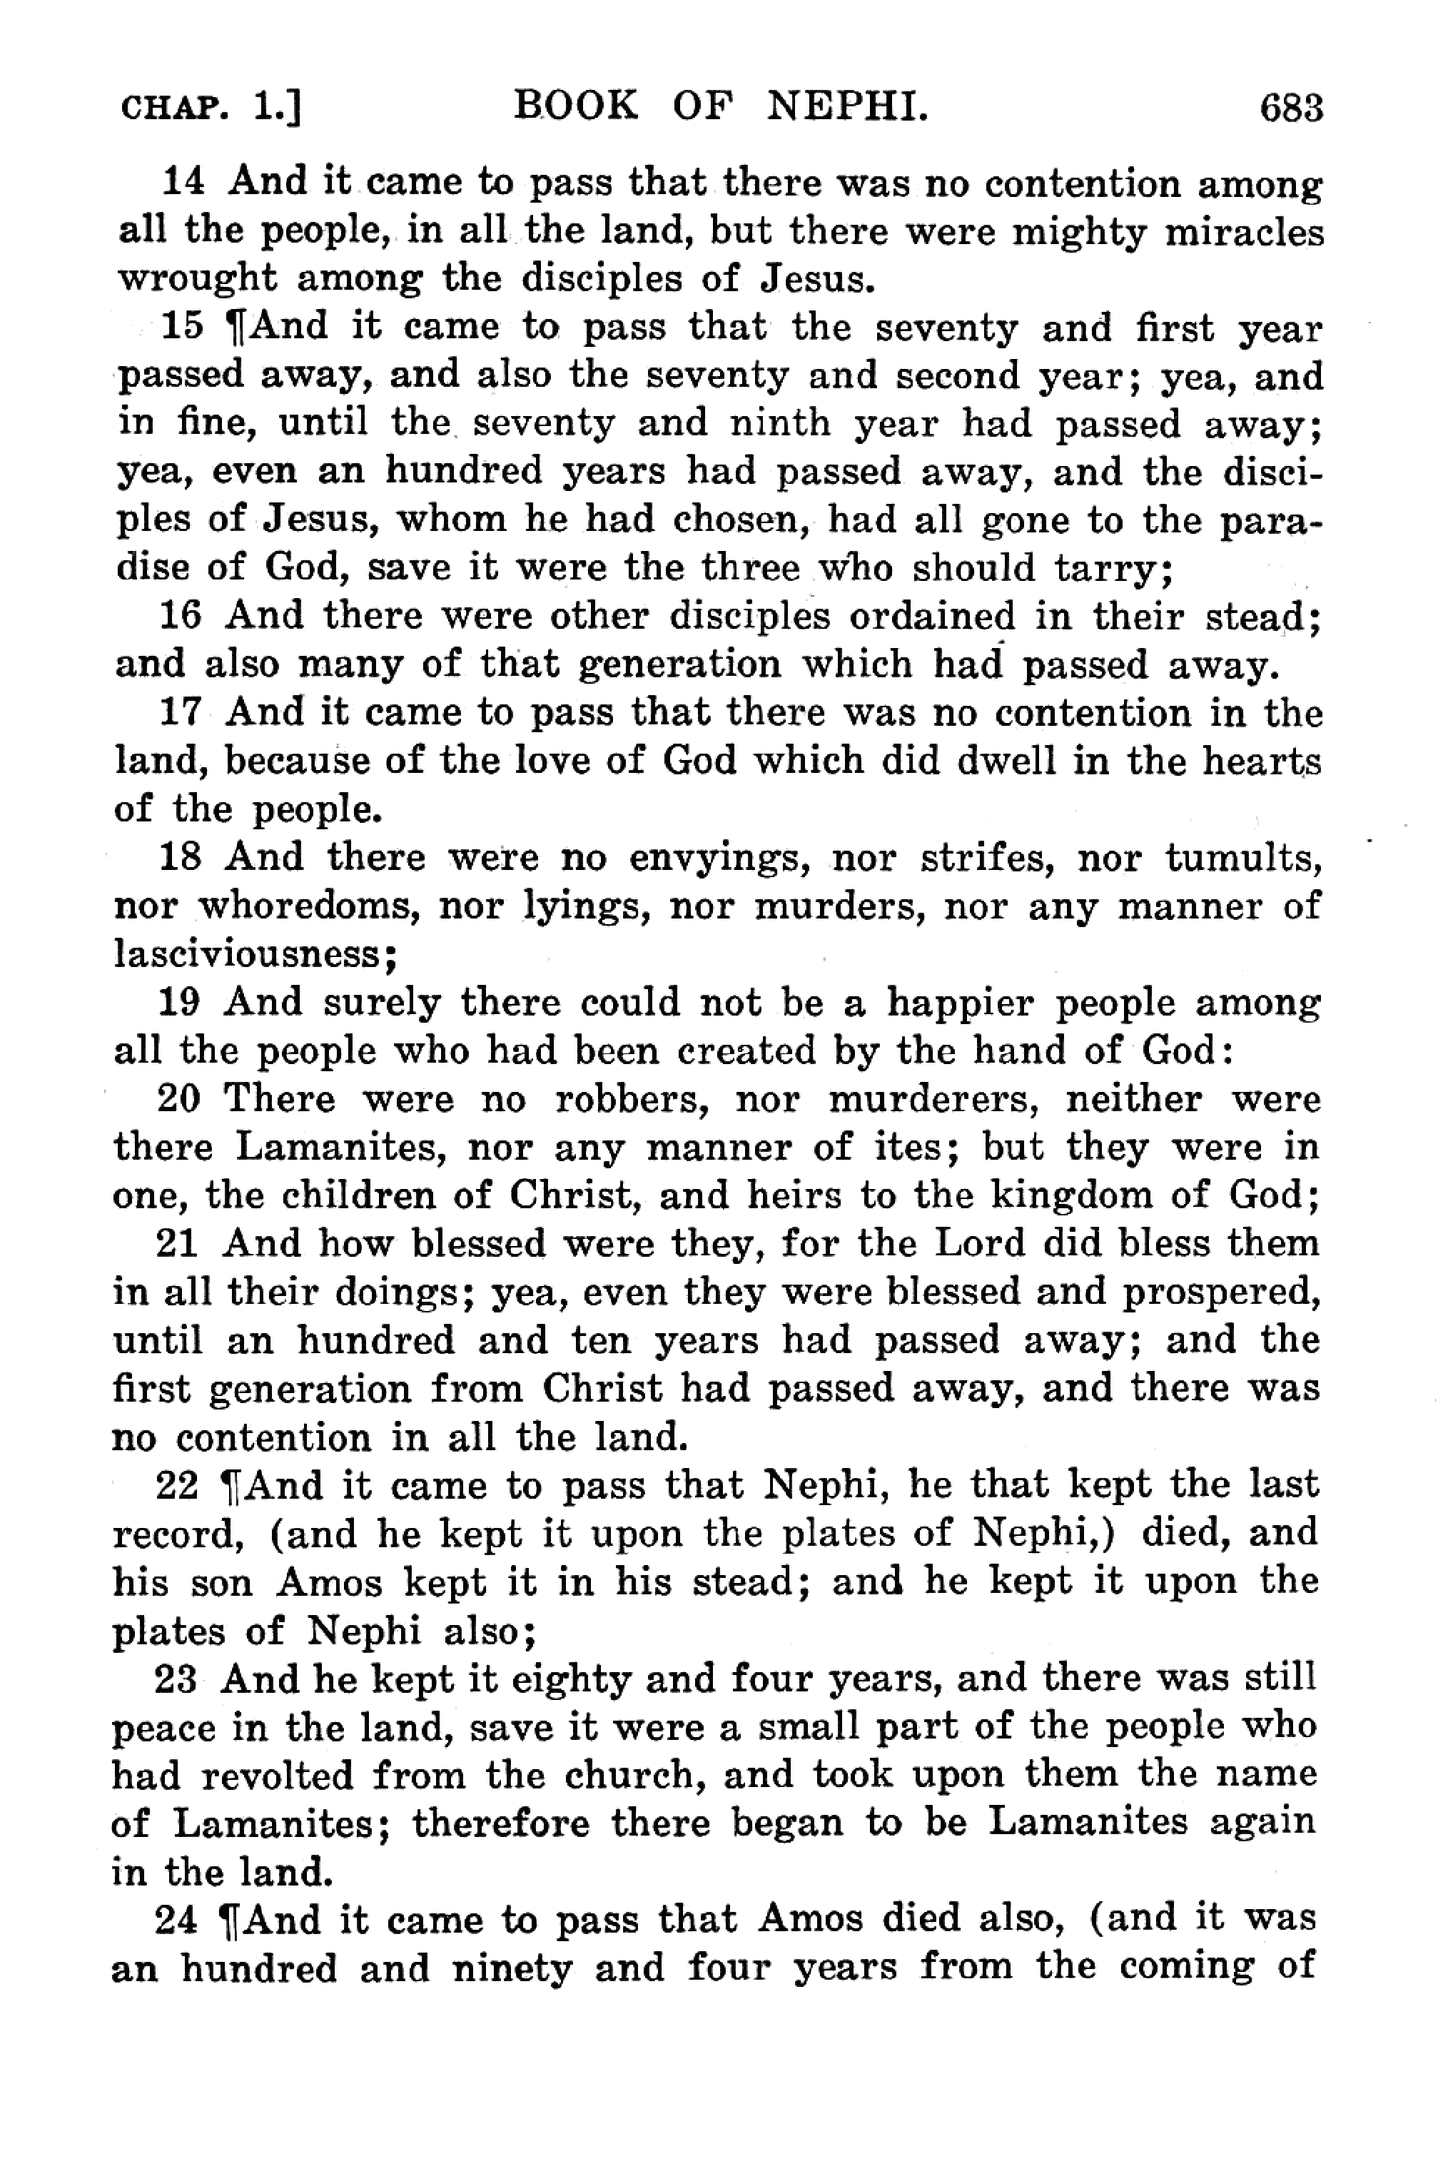 CHAP. 1.] BOOK OF NEPHI. 683
14 And it came to pass that there was no contention among
all the people, in all the land, but there were mighty miracles
wrought among the disciples of Jesus.
15 ¶And it came to pass that the seventy and first year
passed away, and also the seventy and second year; yea, and
in fine, until the seventy and ninth year had passed away;
yea, even an hundred years had passed away, and the disci-
ples of Jesus, whom he had chosen, had all gone to the para-
dise of God, save it were the three who should tarry;
16 And there were other disciples ordained in their stead;
and also many of that generation which had passed away.
17 And it came to pass that there was no contention in the
land, because of the love of God which did dwell in the hearts
of the people.
18 And there were no envyings, nor strifes, nor tumults,
nor whoredoms, nor lyings, nor murders, nor any manner of
lasciviousness;
19 And surely there could not be a happier people among
all the people who had been created by the hand of God:
20 There were no robbers, nor murderers, neither were
there Lamanites, nor any manner of ites; but they were in
one, the children of Christ, and heirs to the kingdom of God;
21 And how blessed were they, for the Lord did bless them
in all their doings; yea, even they were blessed and prospered,
until an hundred and ten years had passed away; and the
first generation from Christ had passed away, and there was
no contention in all the land.
22 ¶And it came to pass that Nephi, he that kept the last
record, (and he kept it upon the plates of Nephi,) died, and
his son Amos kept it in his stead; and he kept it upon the
plates of Nephi also;
23 And he kept it eighty and four years, and there was still
peace in the land, save it were a small part of the people who
had revolted from the church, and took upon them the name
of Lamanites; therefore there began to be Lamanites again
in the land.
24 ¶And it came to pass that Amos died also, (and it was
an hundred and ninety and four years from the coming of